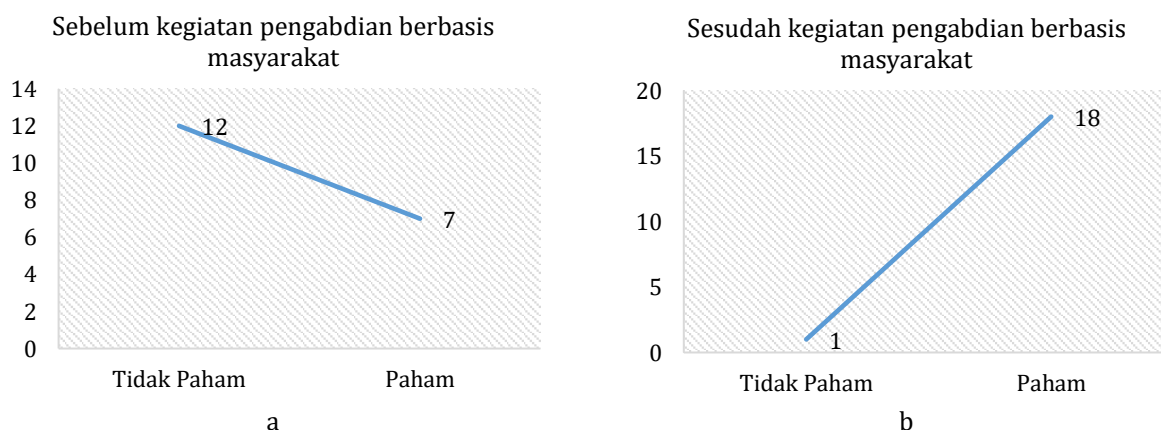 Sebelum kegiatan pengabdian berbasis
masyarakat
14
12
10
8
6
4
2
0
12
7
Tidak Paham
Paham
a
Sesudah kegiatan pengabdian berbasis
masyarakat
20
15
10
5
0
18
1
Tidak Paham
Paham
b